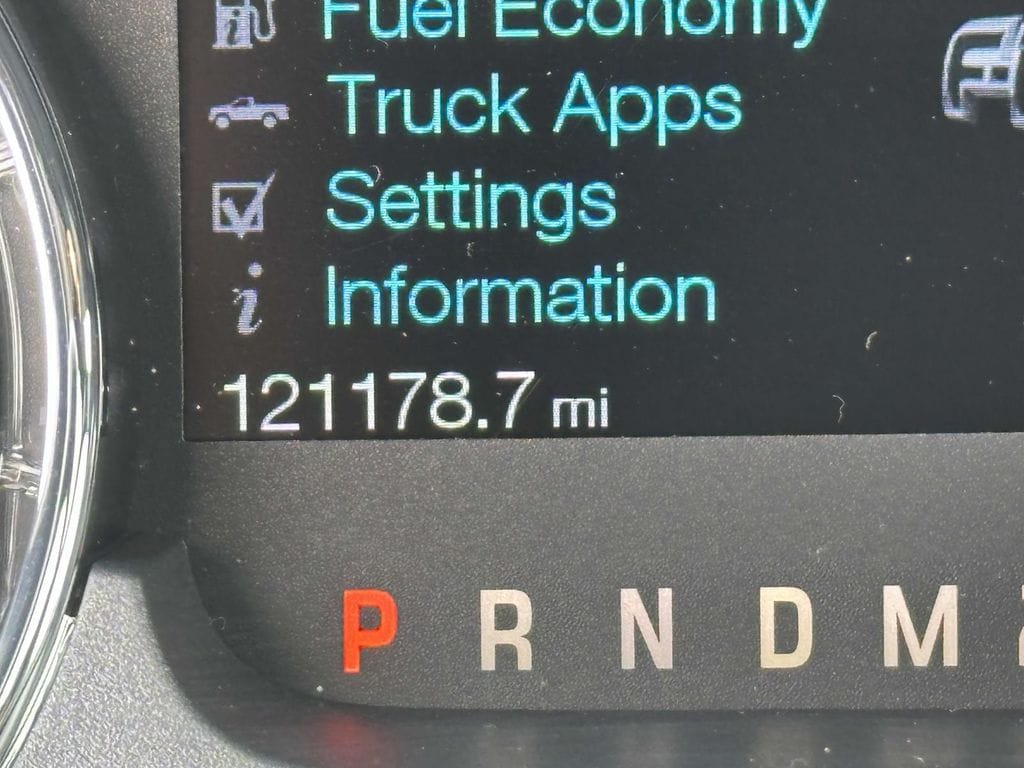 Fuel Economy
Truck Apps
Settings
Information
121178.7 mi
P R N D M